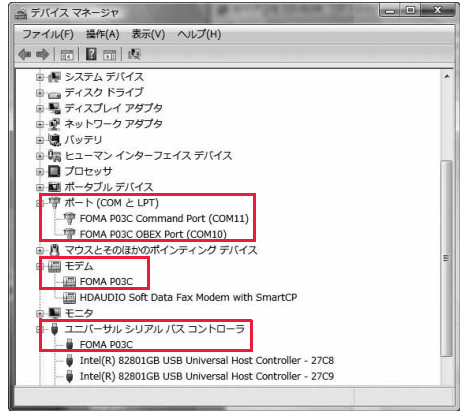 デバイス マネージャ
ファイル(F) 操作(A) 表示(V) ヘルプ(H)
システム デバイス
ディスク ドライブ
ディスプレイ アダプタ
ネットワーク アダプタ
バッテリ
ヒューマン インターフェイス デバイス
プロセッサ
ポータブル デバイス
ポート (COM と LPT)
FOMA P03C Command Port (COM11)
FOMA P03C OBEX Port (COM10)
マウスとそのほかのポインティング デバイス
モデム
FOMA P03C
HDAUDIO Soft Data Fax Modem with SmartCP
モニタ
ユニバーサル シリアル バス コントローラ
FOMA P03C
Intel(R) 82801GB USB Universal Host Controller - 27C8
Intel(R) 82801GB USB Universal Host Controller - 27C9